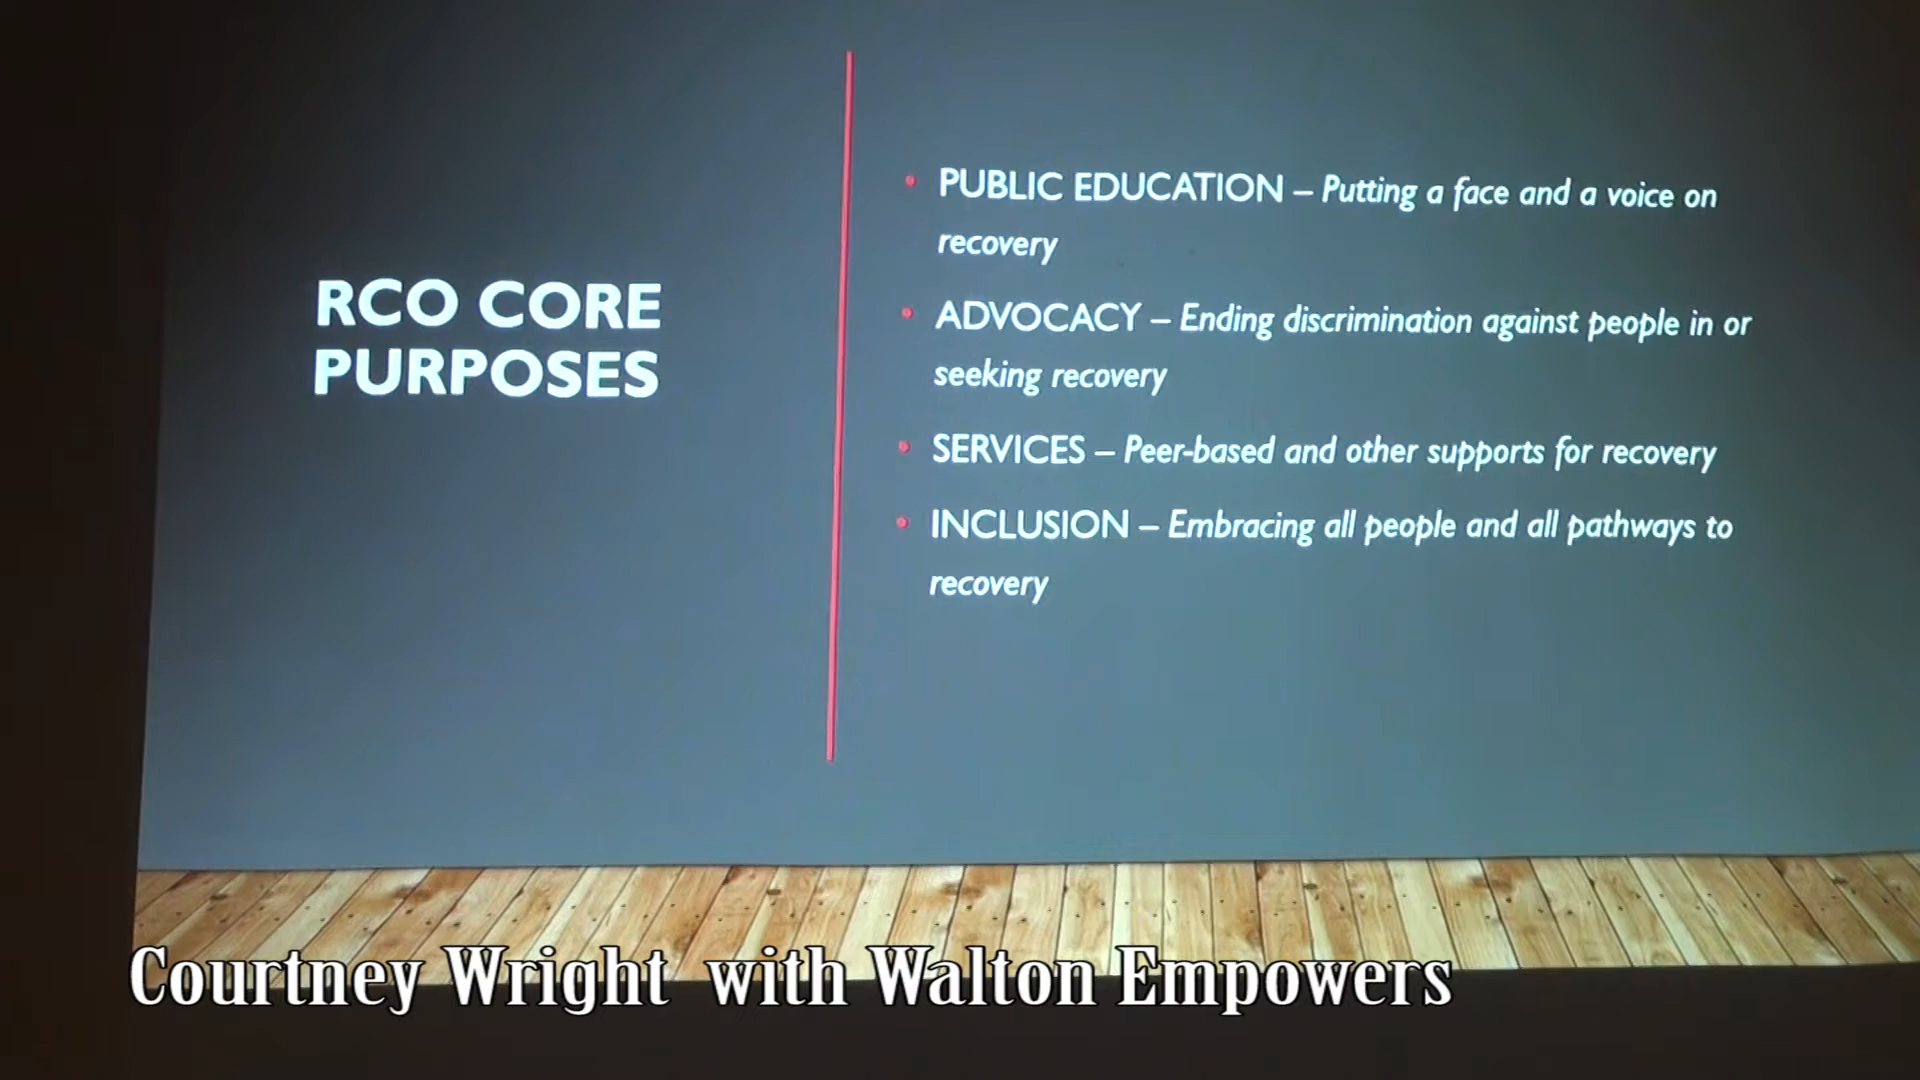 RCO CORE
PURPOSES
• PUBLIC EDUCATION – Putting a face and a voice on
recovery
• ADVOCACY – Ending discrimination against people in or
seeking recovery
• SERVICES – Peer-based and other supports for recovery
• INCLUSION – Embracing all people and all pathways to
recovery
Courtney Wright with Walton Empowers